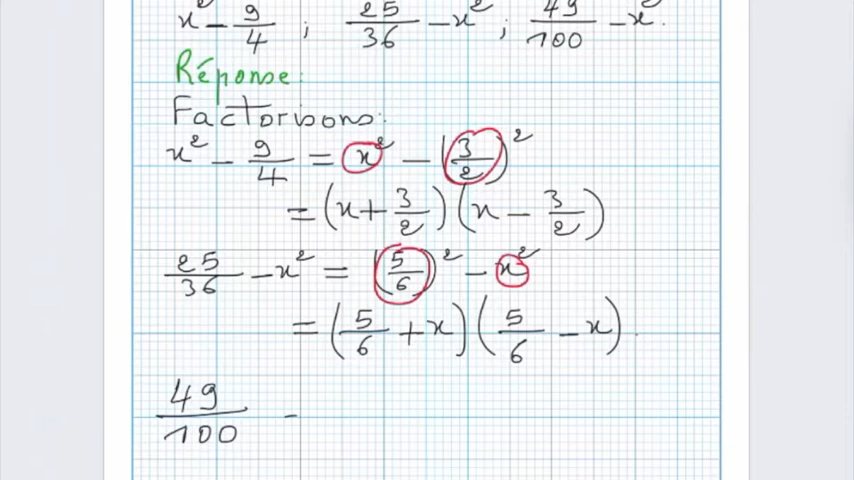 x² - 9/4 ; 25/36 - x² ; 49/100 - x².
Réponse:
Factorisons:
x² - 9/4 = x² - (3/2)²
= (x + 3/2)(x - 3/2)
25/36 - x² = (5/6)² - x²
= (5/6 + x)(5/6 - x).
49/100 -